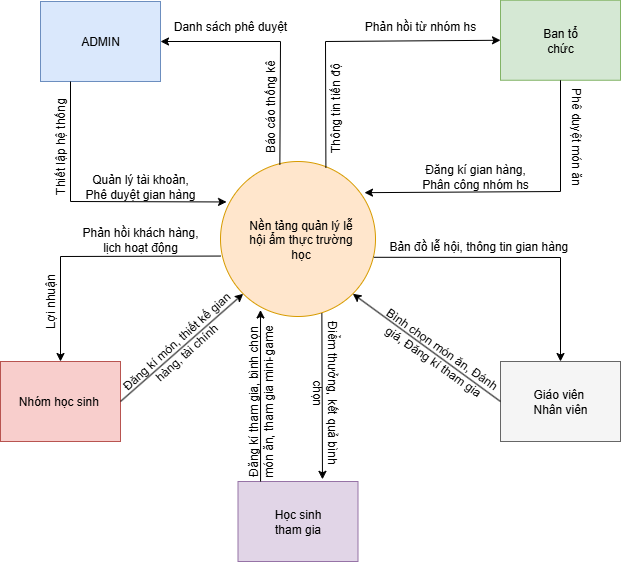 Danh sách phê duyệt
Phản hồi từ nhóm hs
ADMIN
Ban tổ
chức
Thiết lập hệ thống
Báo cáo thống kê
Thông tin tiến độ
Phê duyệt món ăn
Quản lý tài khoản,
Phê duyệt gian hàng
Đăng kí gian hàng,
Phân công nhóm hs
Nền tảng quản lý lễ
hội ẩm thực trường
học
Phản hồi khách hàng,
lịch hoạt động
Bản đồ lễ hội, thông tin gian hàng
Lợi nhuận
Đăng kí món, thiết kế gian
hàng, tài chính
Đăng kí tham gia, bình chọn
món ăn, tham gia mini-game
Điểm thưởng, kết quả bình
chọn
Bình chọn món ăn, Đánh
giá, Đăng kí tham gia
Nhóm học sinh
Giáo viên
Nhân viên
Học sinh
tham gia